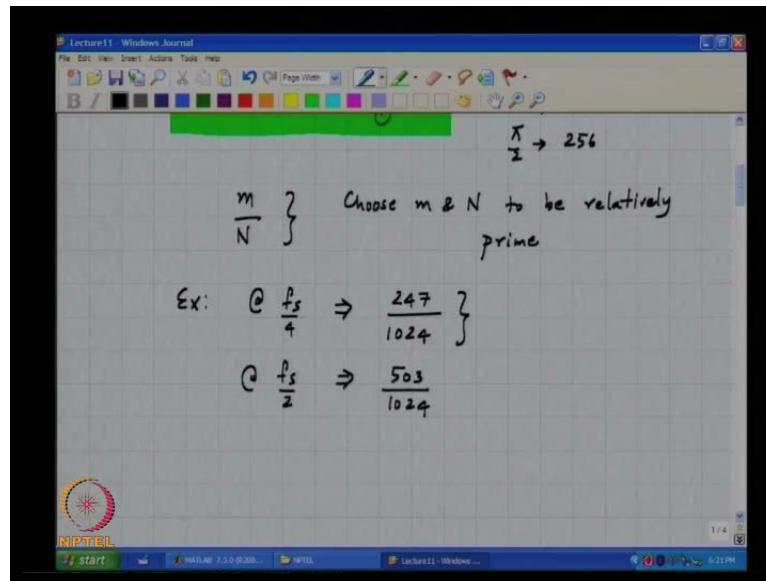 Lecture11 - Windows Journal
File Edit View Insert Actions Tools Help
Page Width
B I
π/2 → 256
m/N } Choose m & N to be relatively
prime
Ex: @ fs/4 ⇒ 247/1024 }
@ fs/2 ⇒ 503/1024
NPTEL
1 / 4
start MATLAB 7.3.0 (R200... NPTEL Lecture11 - Windows ... 6:21 PM